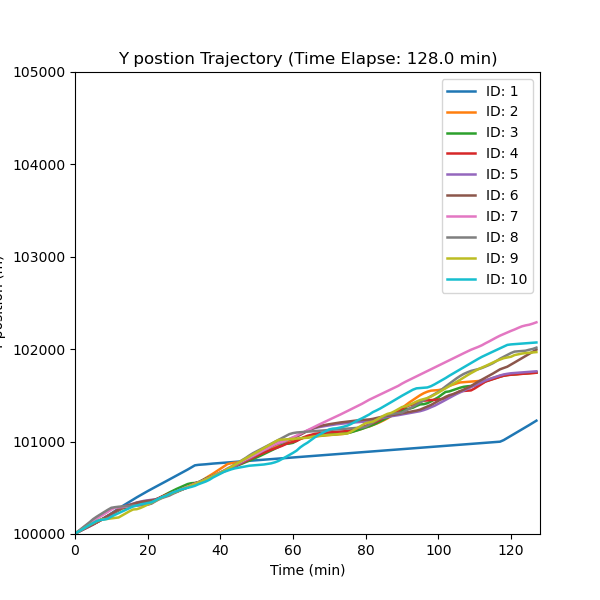 Y postion Trajectory (Time Elapse: 128.0 min)
105000
104000
103000
102000
101000
100000
0 20 40 60 80 100 120
Time (min)
ID: 1
ID: 2
ID: 3
ID: 4
ID: 5
ID: 6
ID: 7
ID: 8
ID: 9
ID: 10